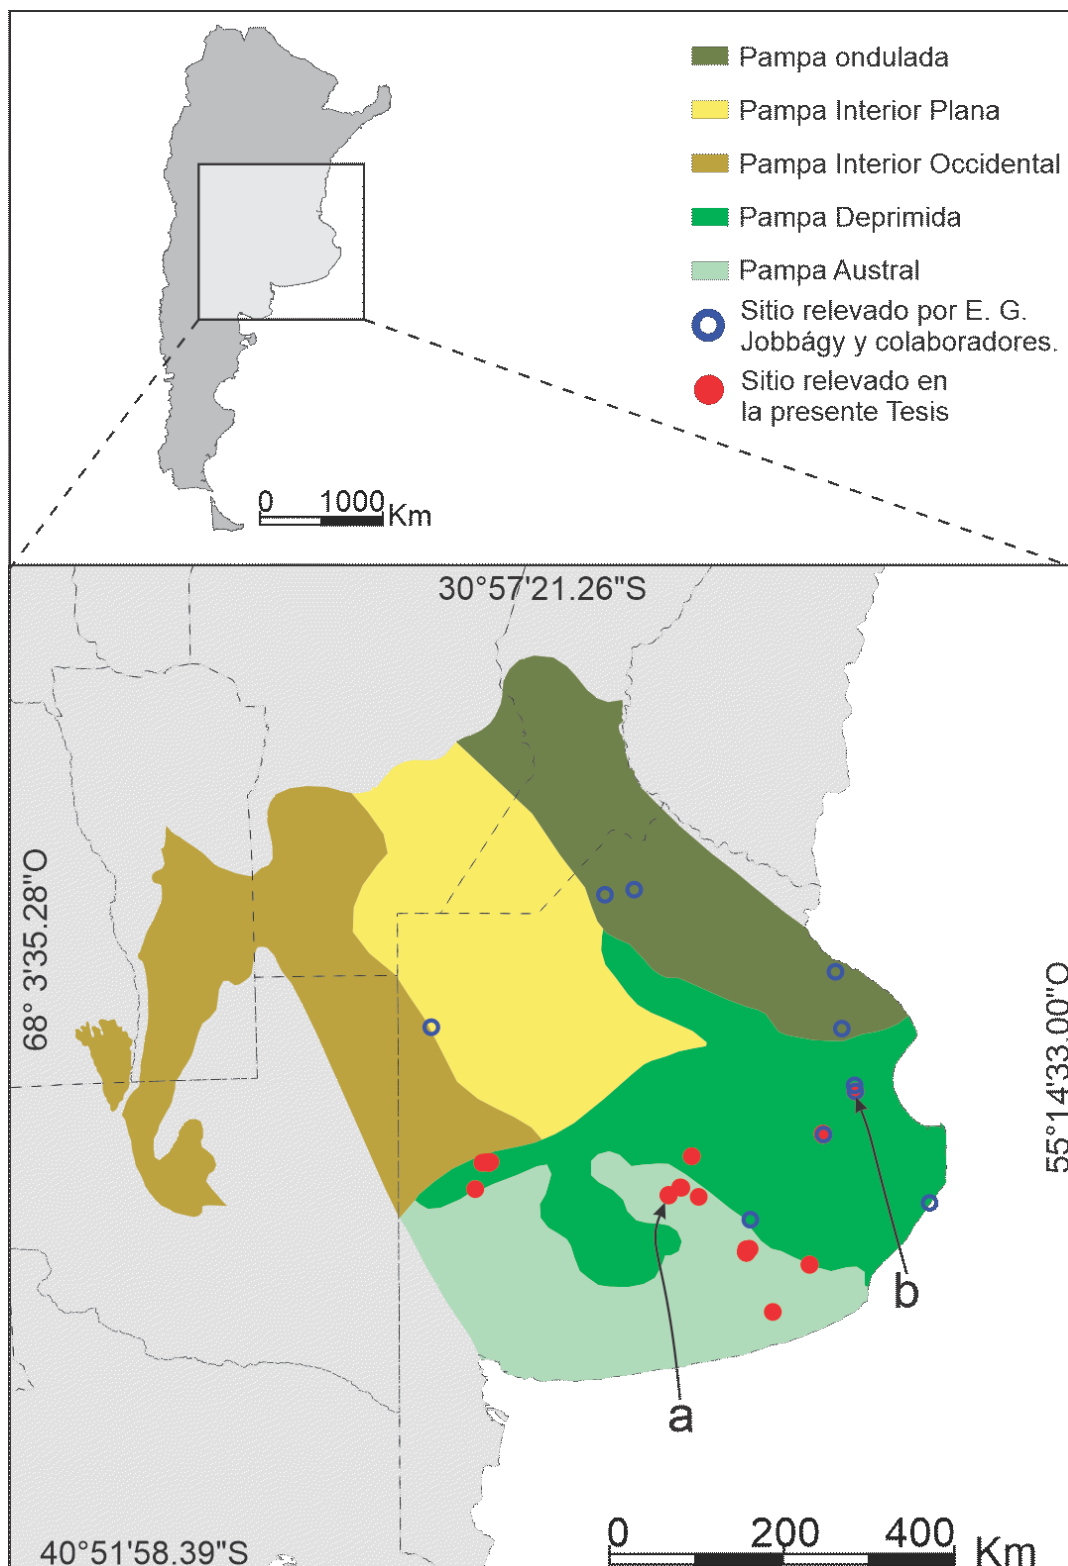 Pampa ondulada
Pampa Interior Plana
Pampa Interior Occidental
Pampa Deprimida
Pampa Austral
Sitio relevado por E. G.
Jobbágy y colaboradores.
Sitio relevado en
la presente Tesis
0 1000 Km
30°57'21.26"S
68° 3'35.28"O
55°14'33.00"O
b
a
40°51'58.39"S
0 200 400 Km